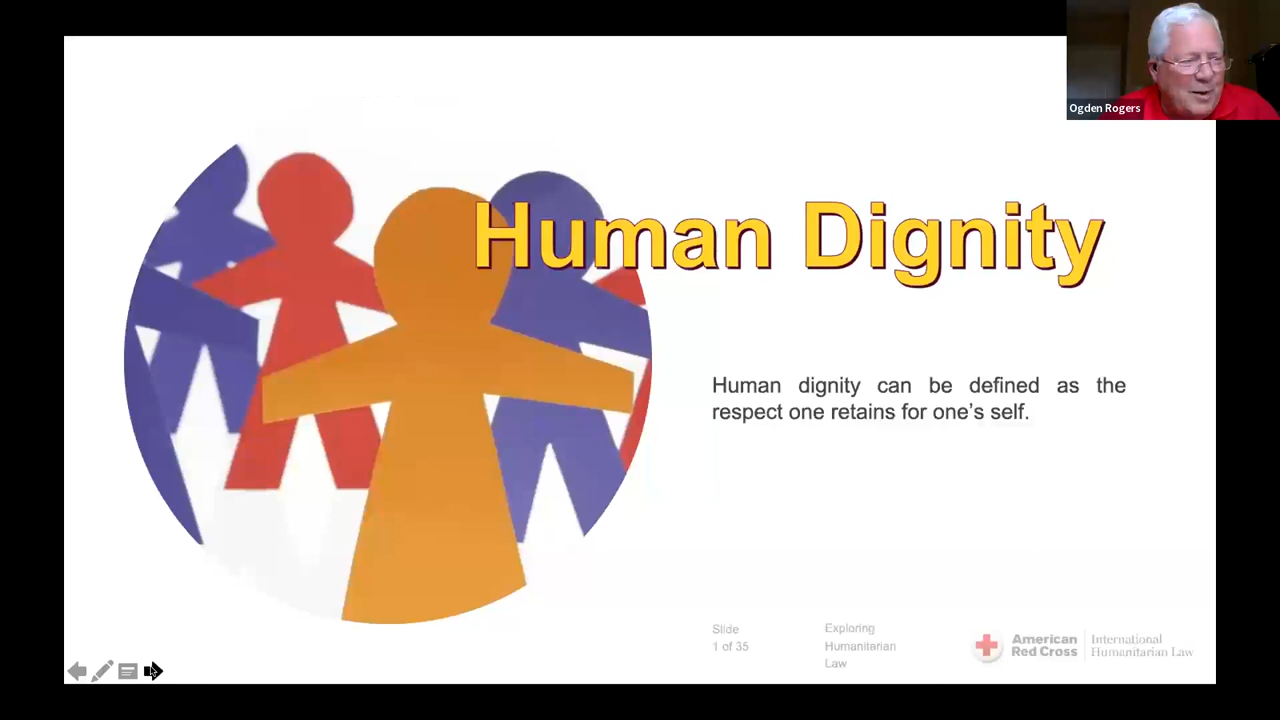 Ogden Rogers
Human Dignity
Human dignity can be defined as the
respect one retains for one's self.
Slide
1 of 35
Exploring
Humanitarian
Law
American
Red Cross
International
Humanitarian Law